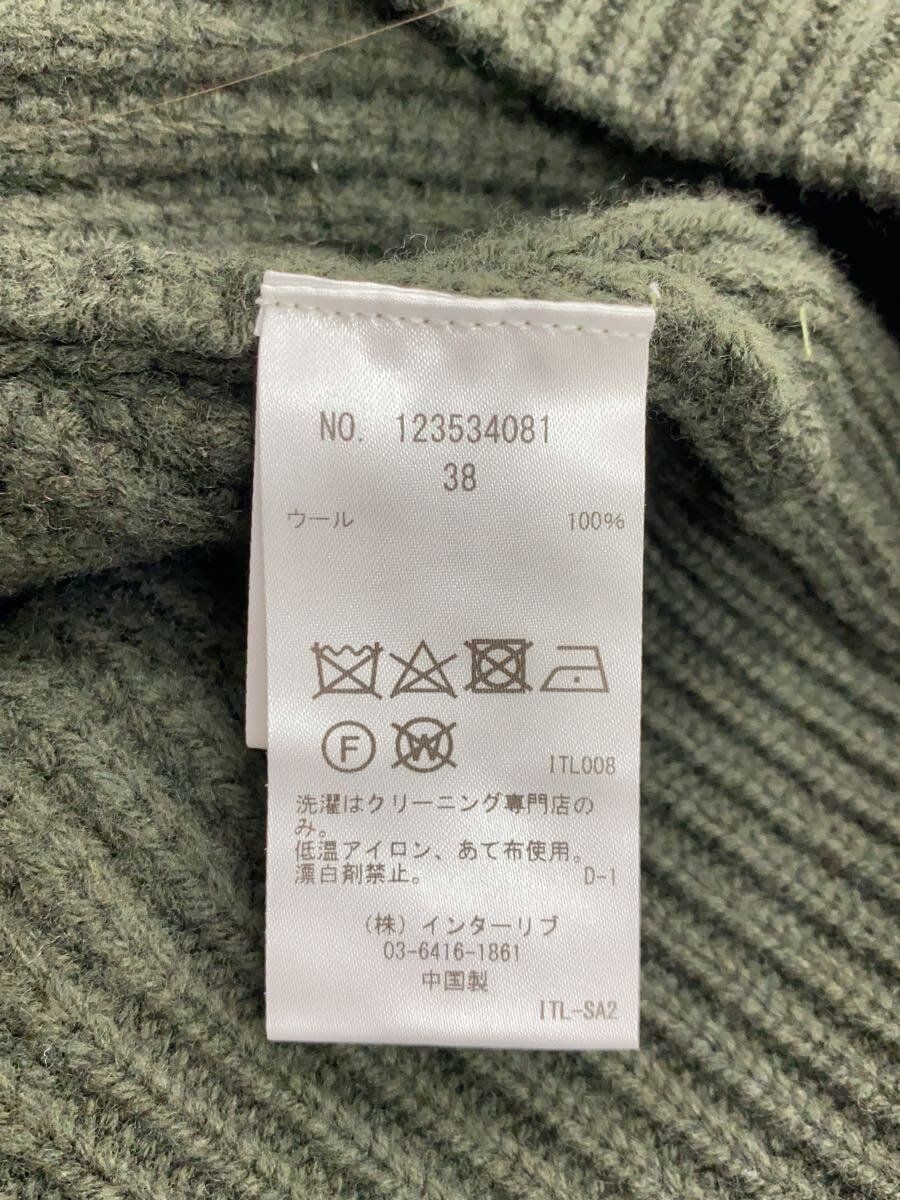 NO. 123534081
38
ウール 100%
F W
ITL008
洗濯はクリーニング専門店の
み。
低温アイロン、あて布使用。
漂白剤禁止。 D-1
(株)インターリブ
03-6416-1861
中国製
ITL-SA2